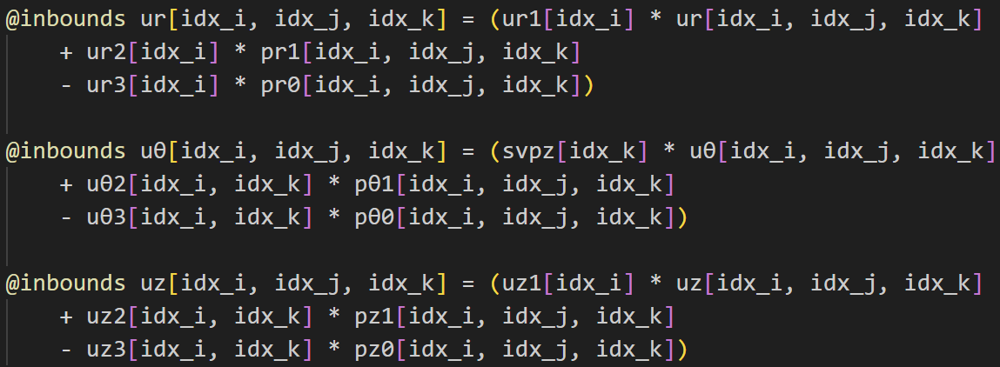 @inbounds ur[idx_i, idx_j, idx_k] = (ur1[idx_i] * ur[idx_i, idx_j, idx_k]
+ ur2[idx_i] * pr1[idx_i, idx_j, idx_k]
- ur3[idx_i] * pr0[idx_i, idx_j, idx_k])
@inbounds uθ[idx_i, idx_j, idx_k] = (svpz[idx_k] * uθ[idx_i, idx_j, idx_k]
+ uθ2[idx_i, idx_k] * pθ1[idx_i, idx_j, idx_k]
- uθ3[idx_i, idx_k] * pθ0[idx_i, idx_j, idx_k])
@inbounds uz[idx_i, idx_j, idx_k] = (uz1[idx_i] * uz[idx_i, idx_j, idx_k]
+ uz2[idx_i, idx_k] * pz1[idx_i, idx_j, idx_k]
- uz3[idx_i, idx_k] * pz0[idx_i, idx_j, idx_k])